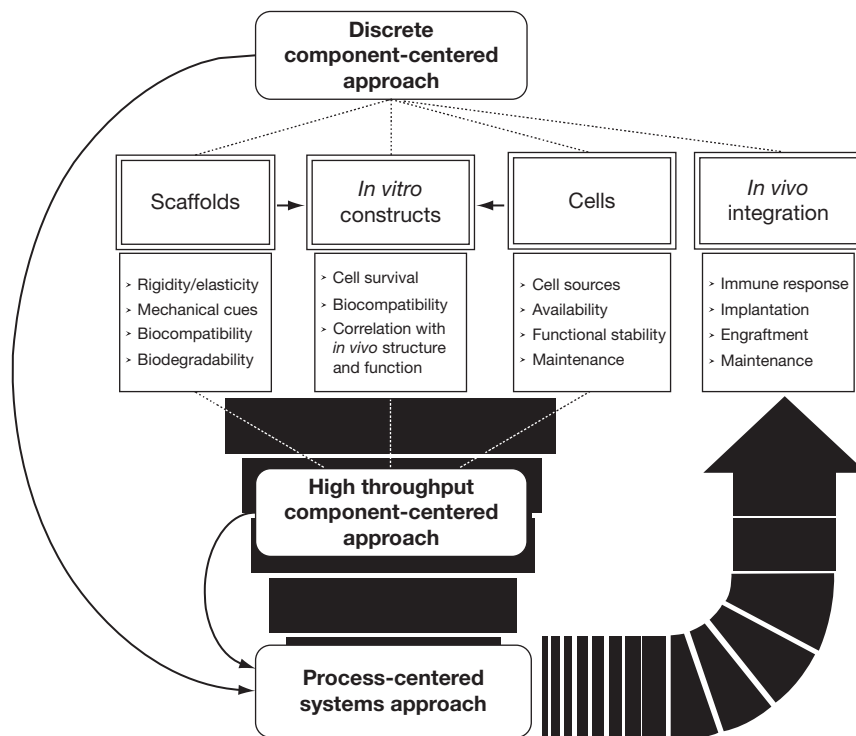 Discrete
component-centered
approach
Scaffolds
In vitro
constructs
Cells
In vivo
integration
➢ Rigidity/elasticity
➢ Mechanical cues
➢ Biocompatibility
➢ Biodegradability
➢ Cell survival
➢ Biocompatibility
➢ Correlation with
in vivo structure
and function
➢ Cell sources
➢ Availability
➢ Functional stability
➢ Maintenance
➢ Immune response
➢ Implantation
➢ Engraftment
➢ Maintenance
High throughput
component-centered
approach
Process-centered
systems approach